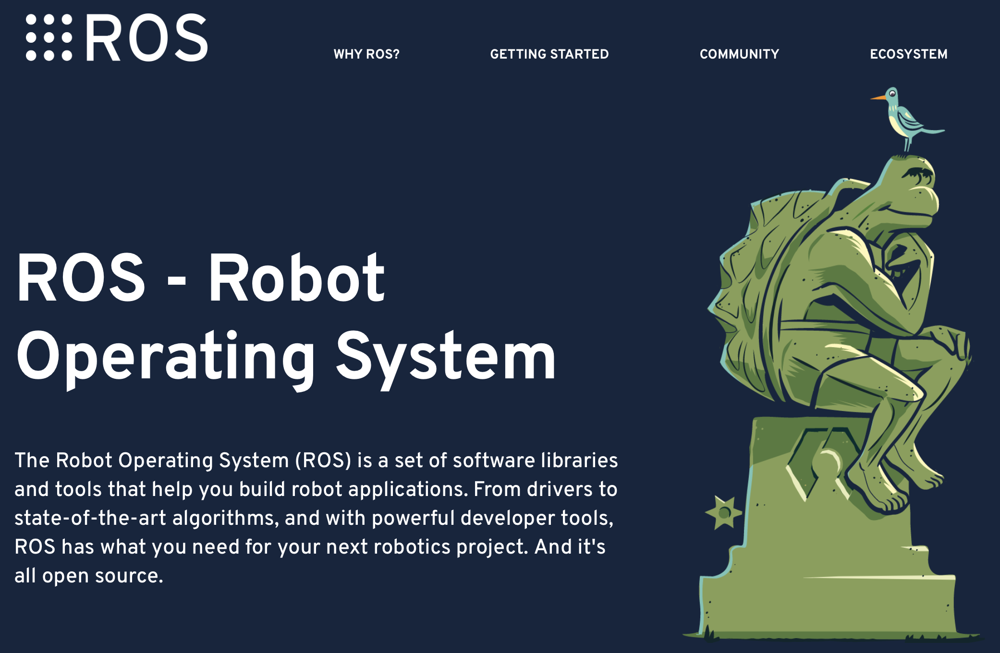 ROS
WHY ROS?
GETTING STARTED
COMMUNITY
ECOSYSTEM
ROS - Robot
Operating System
The Robot Operating System (ROS) is a set of software libraries
and tools that help you build robot applications. From drivers to
state-of-the-art algorithms, and with powerful developer tools,
ROS has what you need for your next robotics project. And it's
all open source.